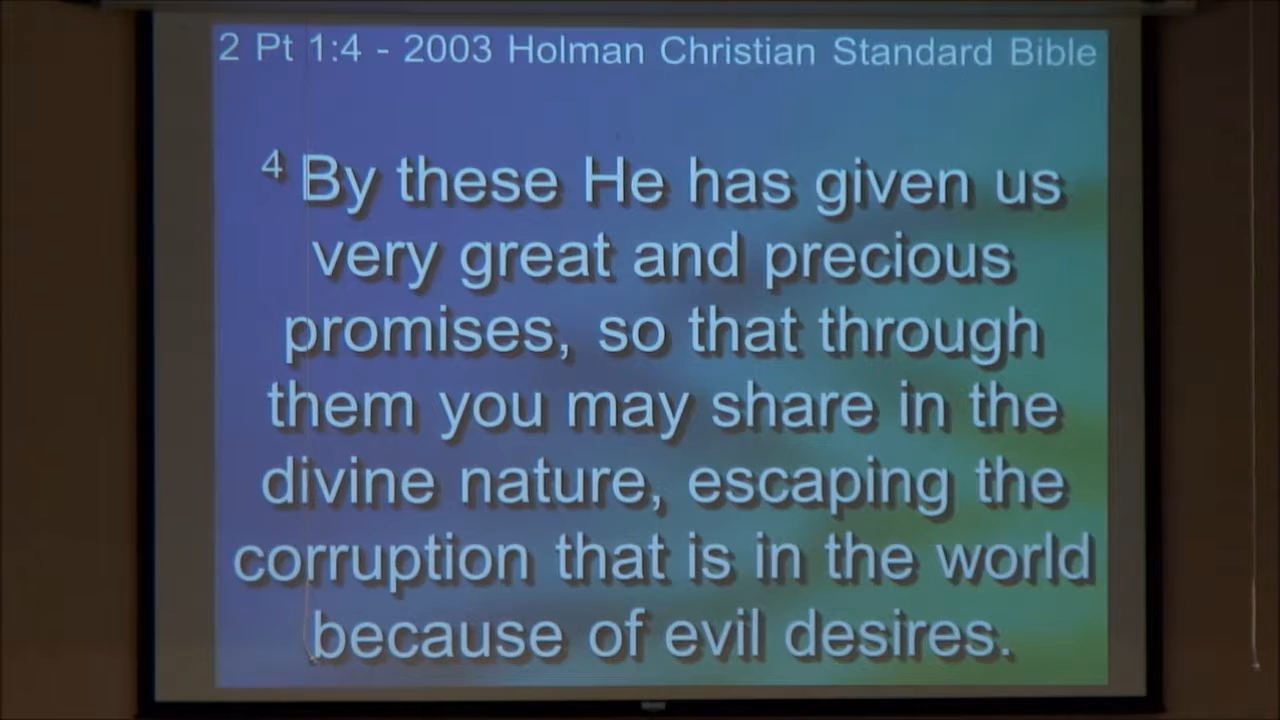 2 Pt 1:4 - 2003 Holman Christian Standard Bible
4 By these He has given us
very great and precious
promises, so that through
them you may share in the
divine nature, escaping the
corruption that is in the world
because of evil desires.